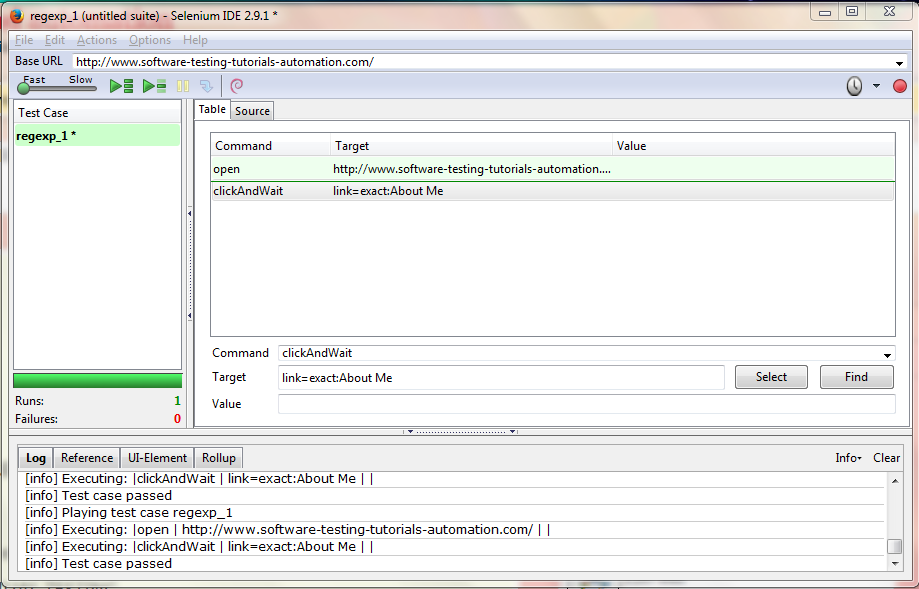 regexp_1 (untitled suite) - Selenium IDE 2.9.1 *
File Edit Actions Options Help
Base URL http://www.software-testing-tutorials-automation.com/
Fast Slow
Test Case
regexp_1 *
Table Source
Command Target Value
open http://www.software-testing-tutorials-automation....
clickAndWait link=exact:About Me
Command clickAndWait
Target link=exact:About Me Select Find
Value
Runs: 1
Failures: 0
Log Reference UI-Element Rollup Info Clear
[info] Executing: |clickAndWait | link=exact:About Me | |
[info] Test case passed
[info] Playing test case regexp_1
[info] Executing: |open | http://www.software-testing-tutorials-automation.com/ | |
[info] Executing: |clickAndWait | link=exact:About Me | |
[info] Test case passed